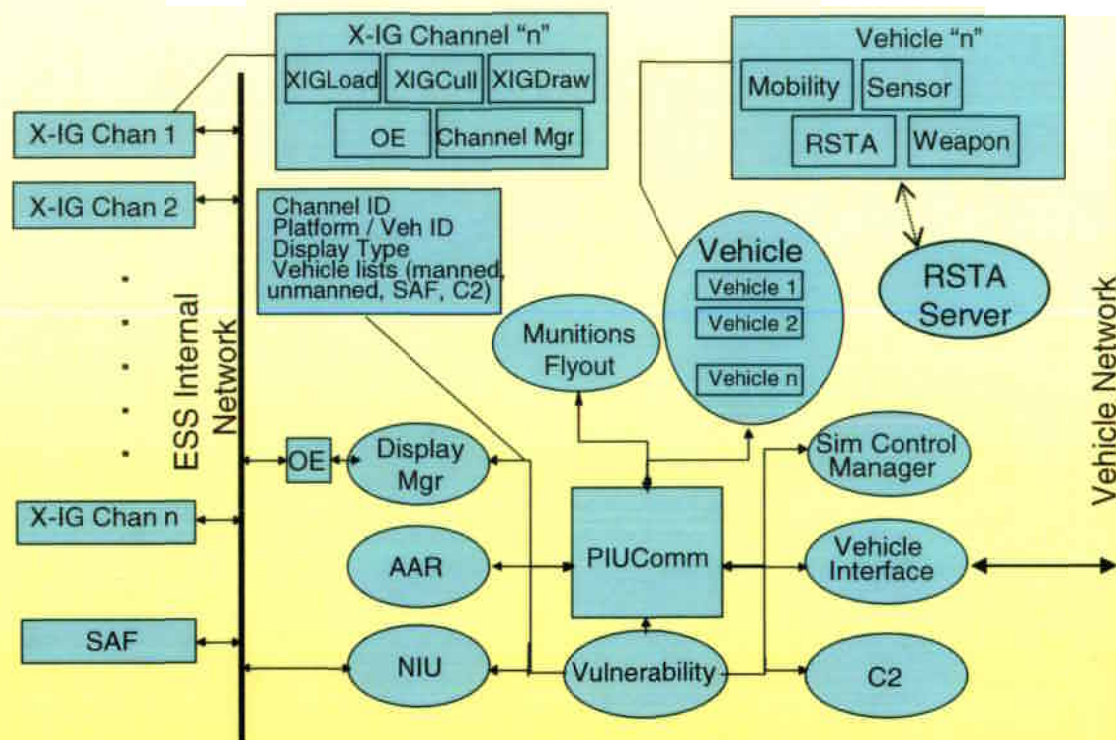 X-IG Channel “n”
XIGLoad
XIGCull
XIGDraw
OE
Channel Mgr
Vehicle “n”
Mobility
Sensor
RSTA
Weapon
X-IG Chan 1
X-IG Chan 2
X-IG Chan n
SAF
ESS Internal
Network
Channel ID
Platform / Veh ID
Display Type
Vehicle lists (manned,
unmanned, SAF, C2)
Vehicle
Vehicle 1
Vehicle 2
Vehicle n
RSTA
Server
Munitions
Flyout
OE
Display
Mgr
AAR
NIU
PIUComm
Vulnerability
Sim Control
Manager
Vehicle
Interface
C2
Vehicle Network